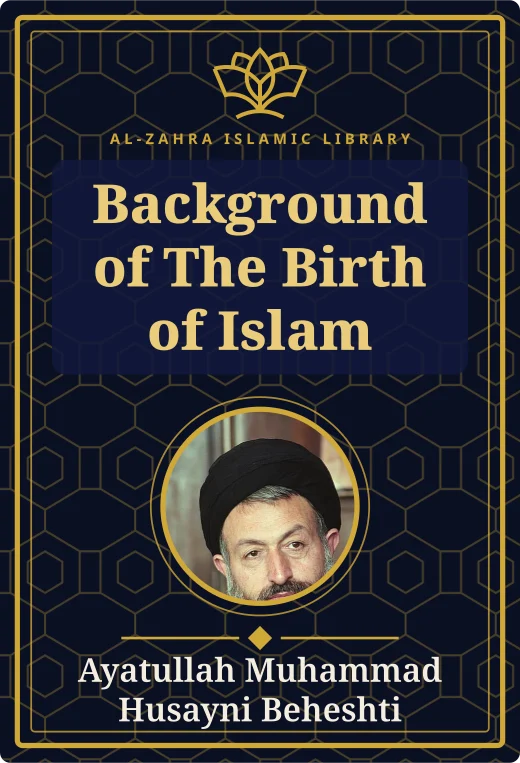 AL-ZAHRA ISLAMIC LIBRARY
Background
of The Birth
of Islam
Ayatullah Muhammad
Husayni Beheshti